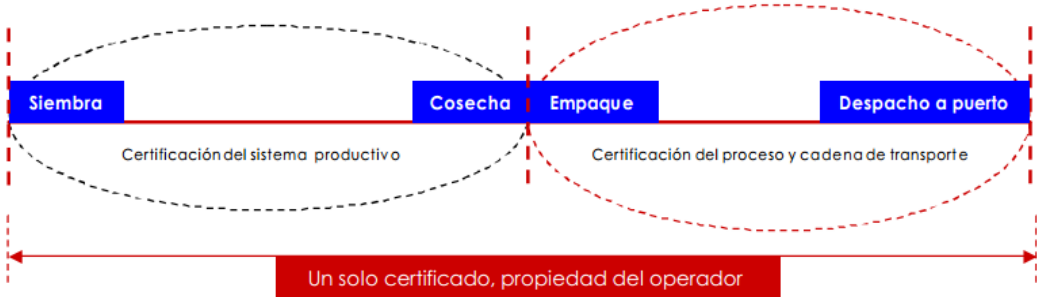 Siembra
Cosecha
Empaque
Despacho a puerto
Certificación del sistema productivo
Certificación del proceso y cadena de transporte
Un solo certificado, propiedad del operador